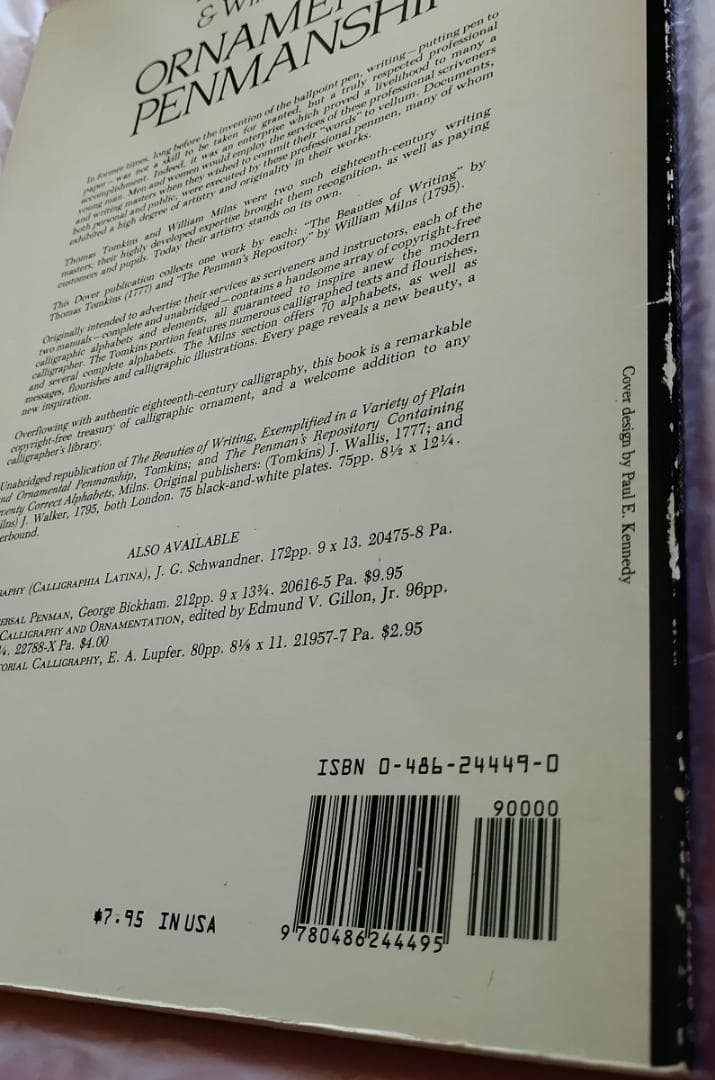 & WI
ORNAMEN
PENMANSHI
In former times, long before the invention of the ballpoint pen, writing—putting pen to
paper—was not a skill to be taken for granted, but a truly respected professional
accomplishment. Indeed, it was an enterprise which proved a livelihood to many a
young man. Men and women would employ the services of these professional scriveners
and writing masters when they wished to commit their "words" to vellum. Documents,
both personal and public, were executed by these professional penmen, many of whom
exhibited a high degree of artistry and originality in their works.
Thomas Tomkins and William Milns were two such eighteenth-century writing
masters; their highly developed expertise brought them recognition, as well as paying
customers and pupils. Today their artistry stands on its own.
This Dover publication collects one work by each: "The Beauties of Writing" by
Thomas Tomkins (1777) and "The Penman's Repository" by William Milns (1795).
Originally intended to advertise their services as scriveners and instructors, each of the
two manuals—complete and unabridged—contains a handsome array of copyright-free
calligraphic alphabets and elements, all guaranteed to inspire anew the modern
calligrapher. The Tomkins portion features numerous calligraphed texts and flourishes,
and several complete alphabets. The Milns section offers 70 alphabets, as well as
messages, flourishes and calligraphic illustrations. Every page reveals a new beauty, a
new inspiration.
Overflowing with authentic eighteenth-century calligraphy, this book is a remarkable
copyright-free treasury of calligraphic ornament, and a welcome addition to any
calligrapher's library.
Unabridged republication of The Beauties of Writing, Exemplified in a Variety of Plain
nd Ornamental Penmanship, Tomkins; and The Penman's Repository Containing
venty Correct Alphabets, Milns. Original publishers: (Tomkins) J. Wallis, 1777; and
ilns) J. Walker, 1795, both London. 75 black-and-white plates. 75pp. 8½ x 12¼.
erbound.
ALSO AVAILABLE
RAPHY (CALLIGRAPHIA LATINA), J. G. Schwandner. 172pp. 9 x 13. 20475-8 Pa.
ERSAL PENMAN, George Bickham. 212pp. 9 x 13¾. 20616-5 Pa. $9.95
CALLIGRAPHY AND ORNAMENTATION, edited by Edmund V. Gillon, Jr. 96pp.
¼. 22788-X Pa. $4.00
ORIAL CALLIGRAPHY, E. A. Lupfer. 80pp. 8⅛ x 11. 21957-7 Pa. $2.95
Cover design by Paul E. Kennedy
ISBN 0-486-24449-0
90000
9 780486 244495
$7.95 IN USA